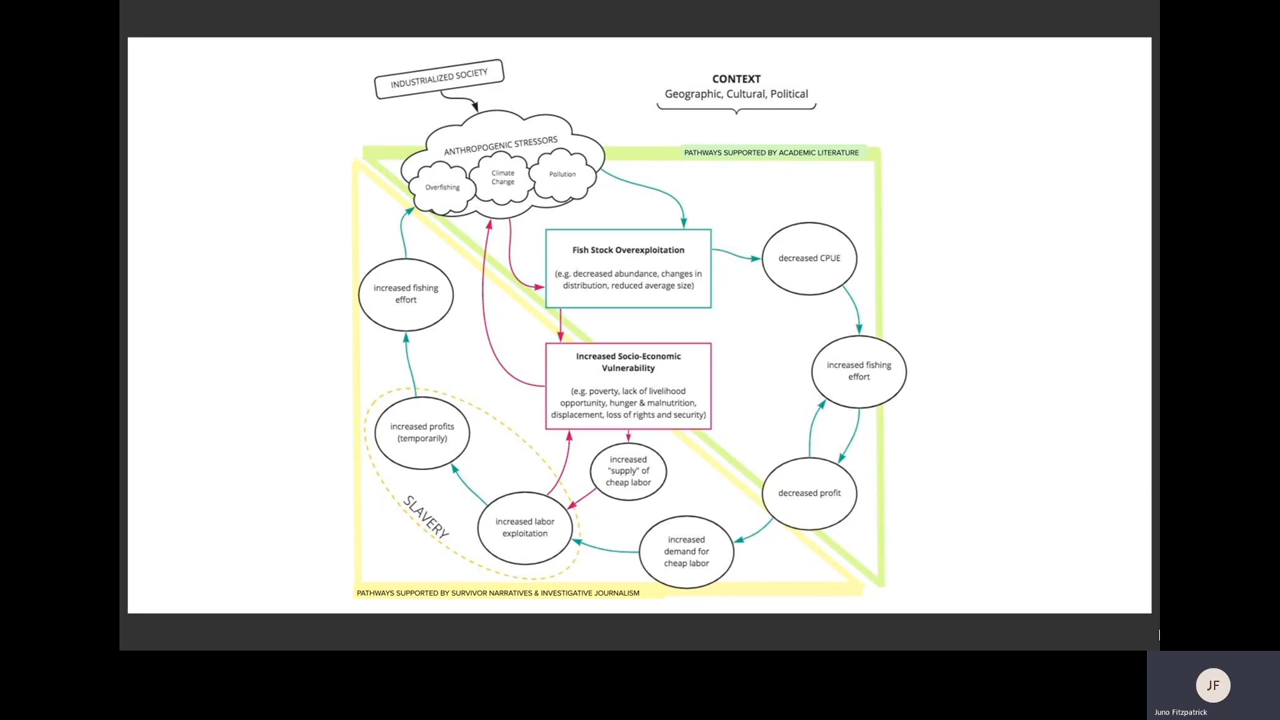 INDUSTRIALIZED SOCIETY
CONTEXT
Geographic, Cultural, Political
ANTHROPOGENIC STRESSORS
Overfishing
Climate
Change
Pollution
PATHWAYS SUPPORTED BY ACADEMIC LITERATURE
Fish Stock Overexploitation
(e.g. decreased abundance, changes in
distribution, reduced average size)
decreased CPUE
increased fishing
effort
Increased Socio-Economic
Vulnerability
(e.g. poverty, lack of livelihood
opportunity, hunger & malnutrition,
displacement, loss of rights and security)
increased fishing
effort
increased profits
(temporarily)
increased
"supply" of
cheap labor
decreased profit
SLAVERY
increased labor
exploitation
increased
demand for
cheap labor
PATHWAYS SUPPORTED BY SURVIVOR NARRATIVES & INVESTIGATIVE JOURNALISM
JF
Juno Fitzpatrick